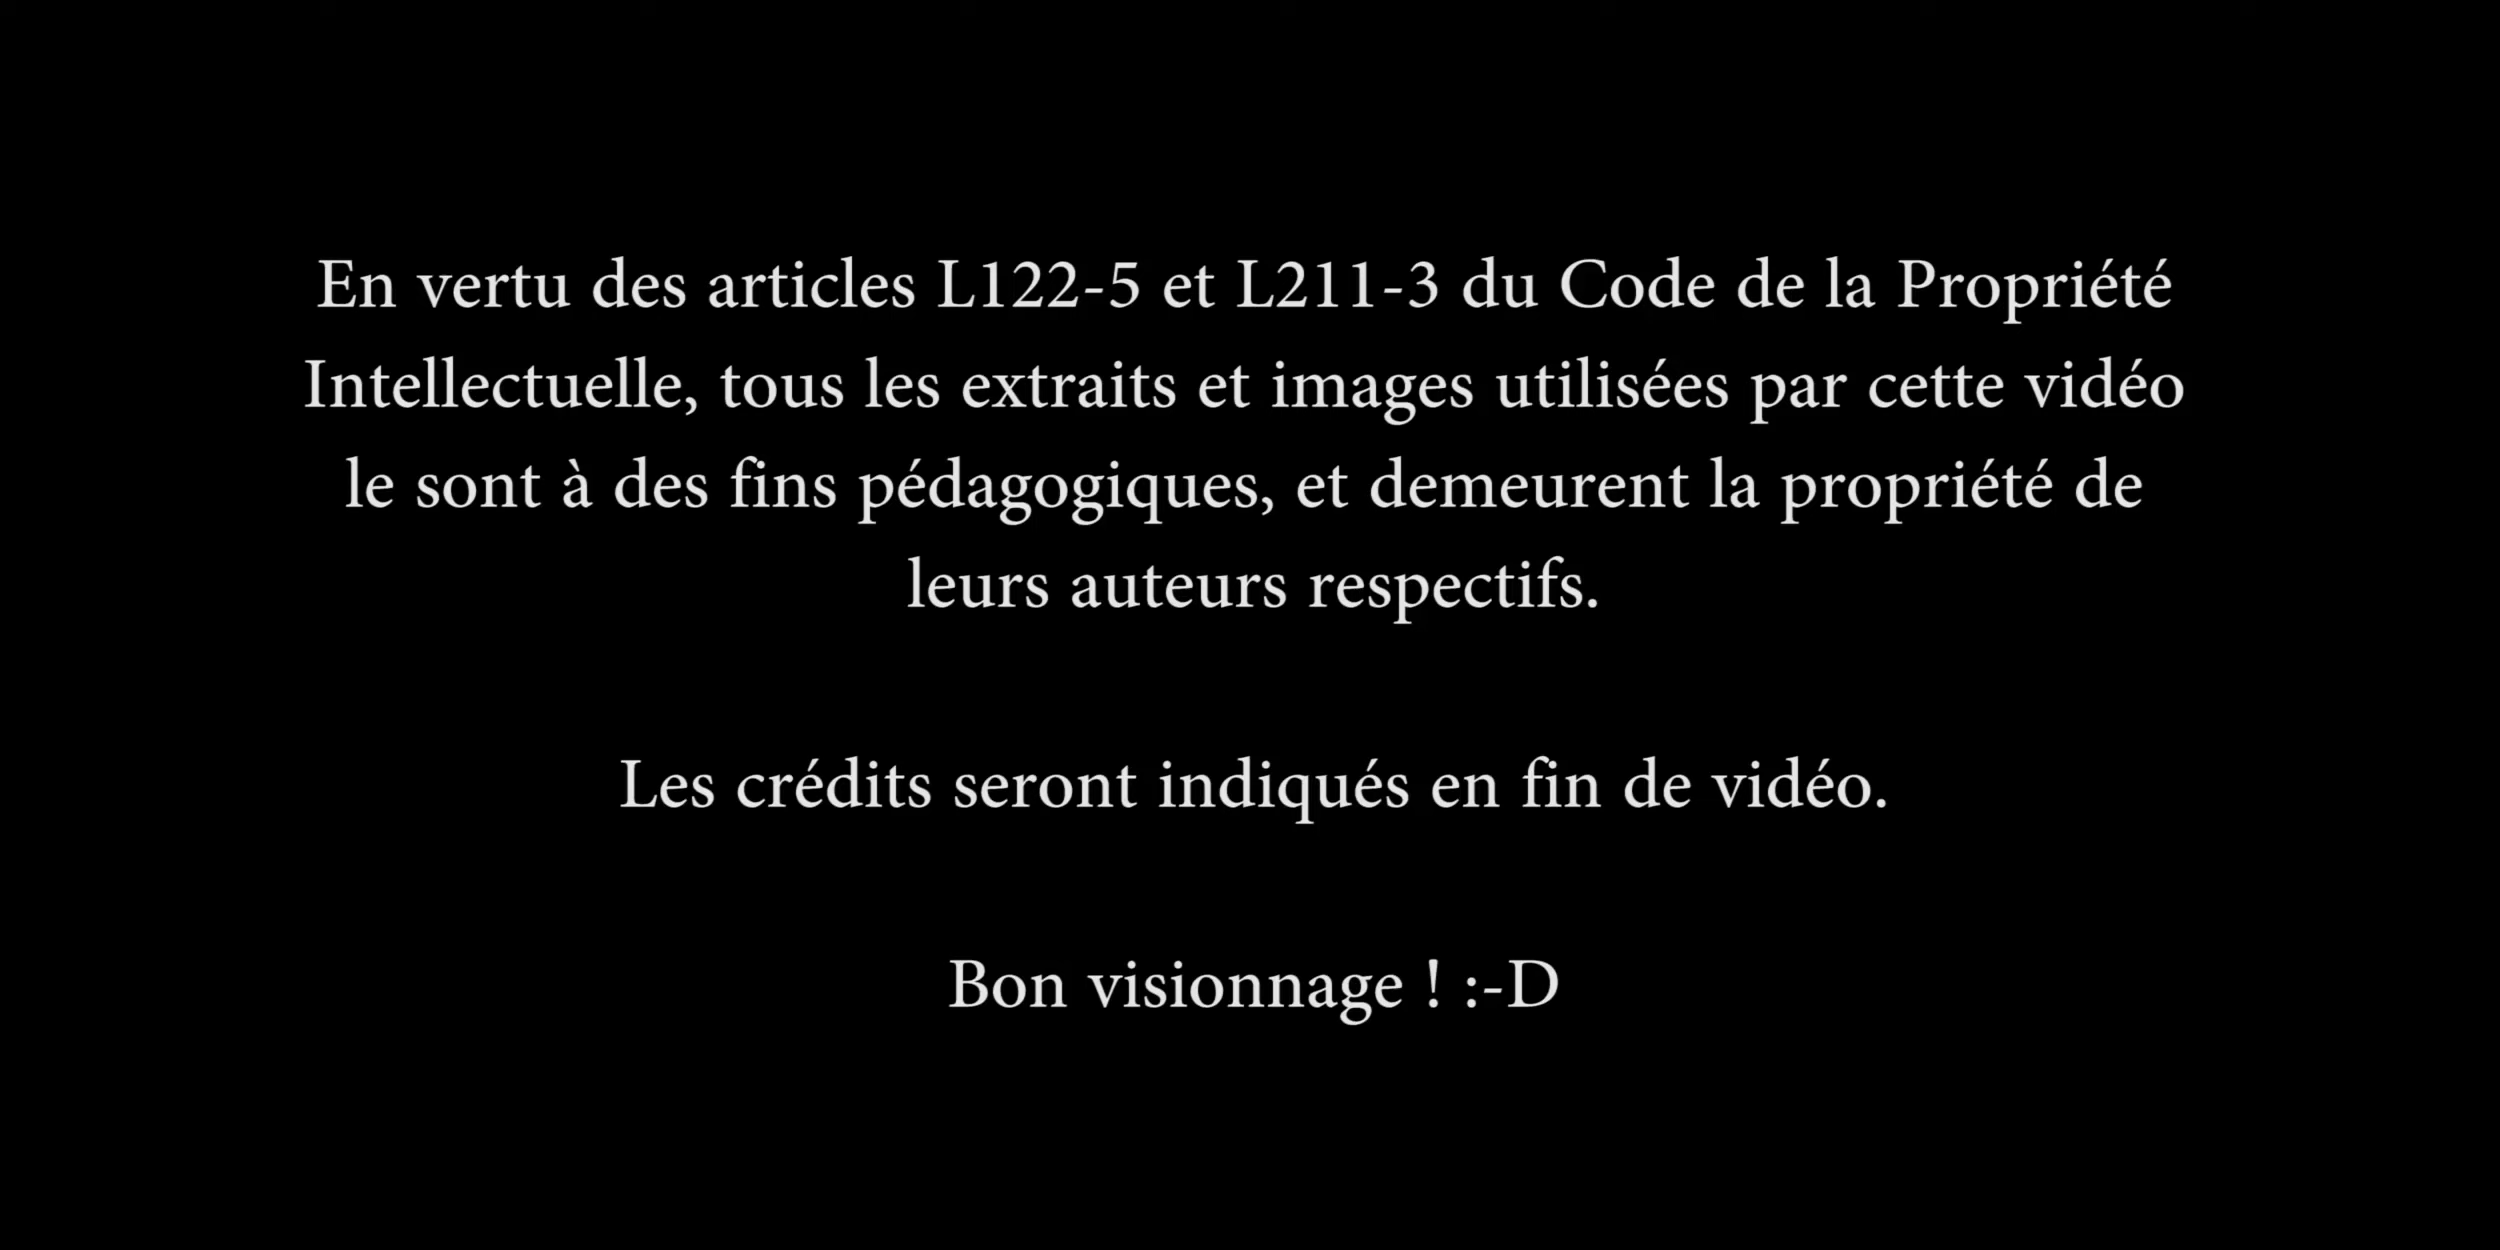 En vertu des articles L122-5 et L211-3 du Code de la Propriété
Intellectuelle, tous les extraits et images utilisées par cette vidéo
le sont à des fins pédagogiques, et demeurent la propriété de
leurs auteurs respectifs.
Les crédits seront indiqués en fin de vidéo.
Bon visionnage ! :-D